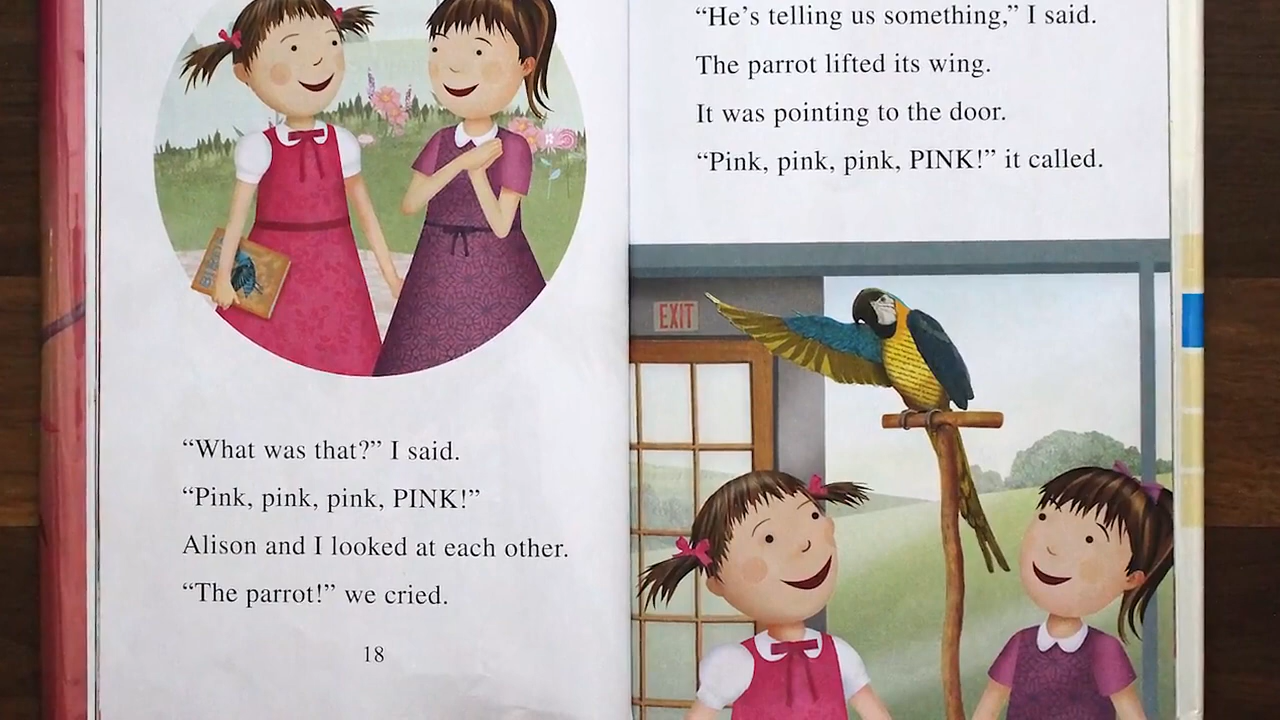 “What was that?” I said.
“Pink, pink, pink, PINK!”
Alison and I looked at each other.
“The parrot!” we cried.
18
“He’s telling us something,” I said.
The parrot lifted its wing.
It was pointing to the door.
“Pink, pink, pink, PINK!” it called.
EXIT